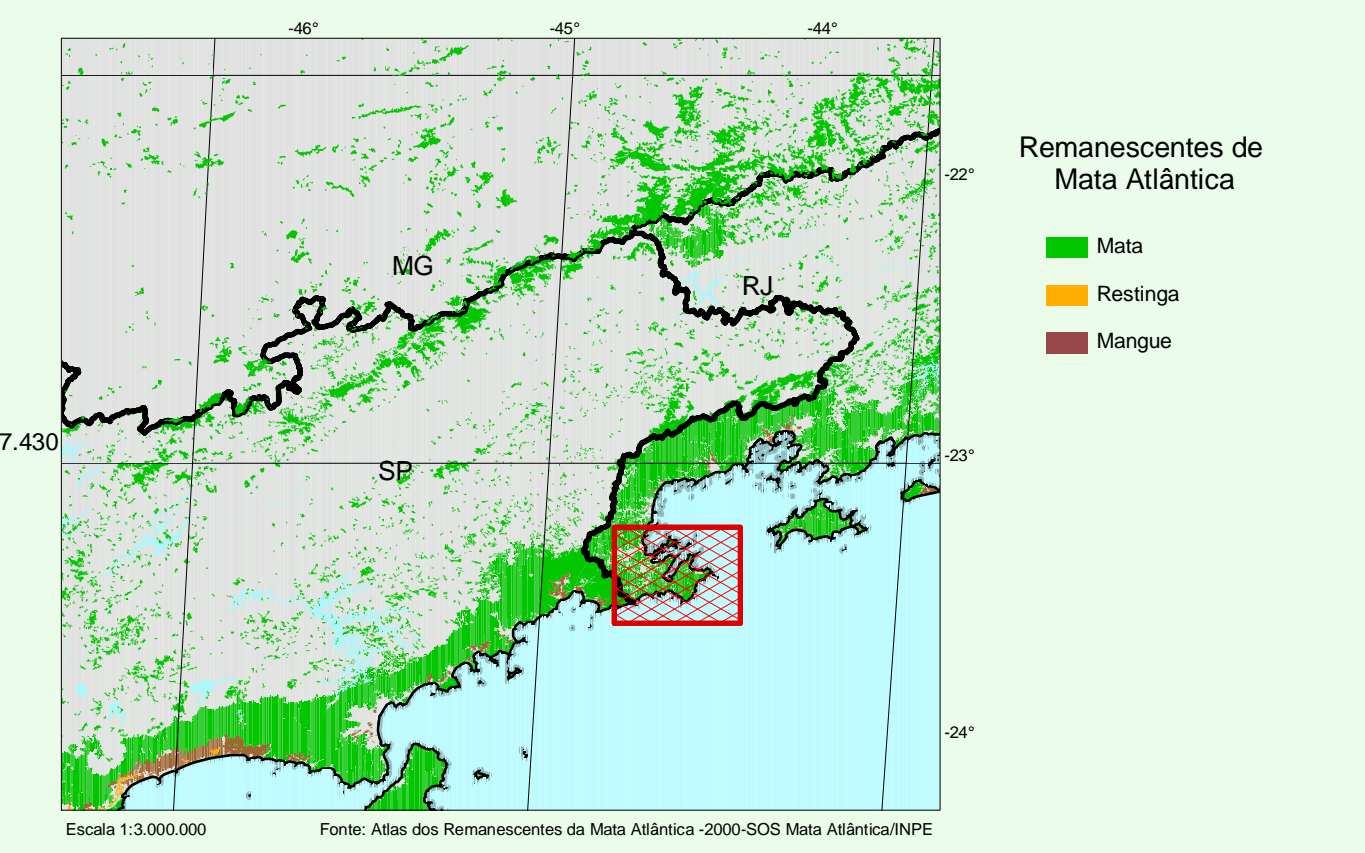 -46°
-45°
-44°
Remanescentes de
Mata Atlântica
-22°
Mata
MG
RJ
Restinga
Mangue
7.430
-23°
SP
-24°
Escala 1:3.000.000
Fonte: Atlas dos Remanescentes da Mata Atlântica -2000-SOS Mata Atlântica/INPE